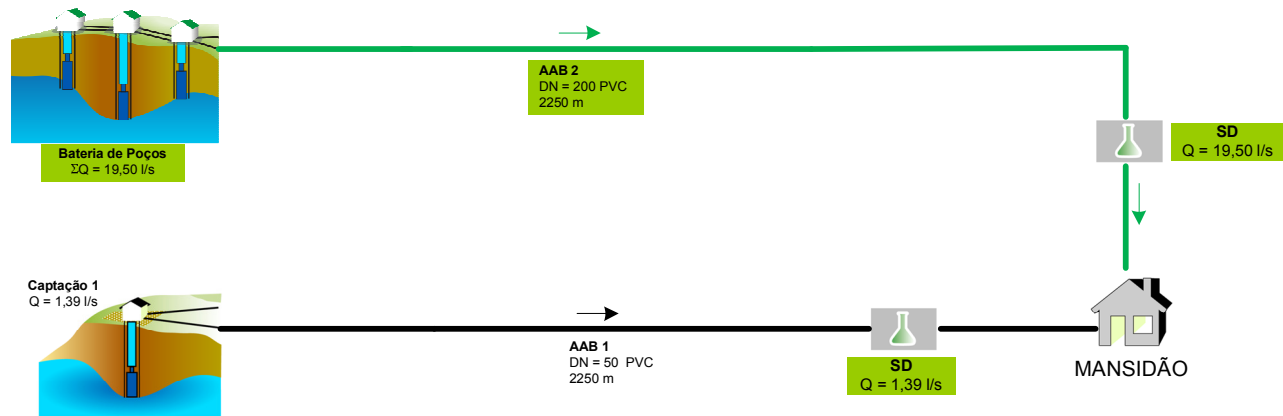 AAB 2
DN = 200 PVC
2250 m
SD
Q = 19,50 l/s
Bateria de Poços
ΣQ = 19,50 l/s
Captação 1
Q = 1,39 l/s
AAB 1
DN = 50 PVC
2250 m
SD
Q = 1,39 l/s
MANSIDÃO